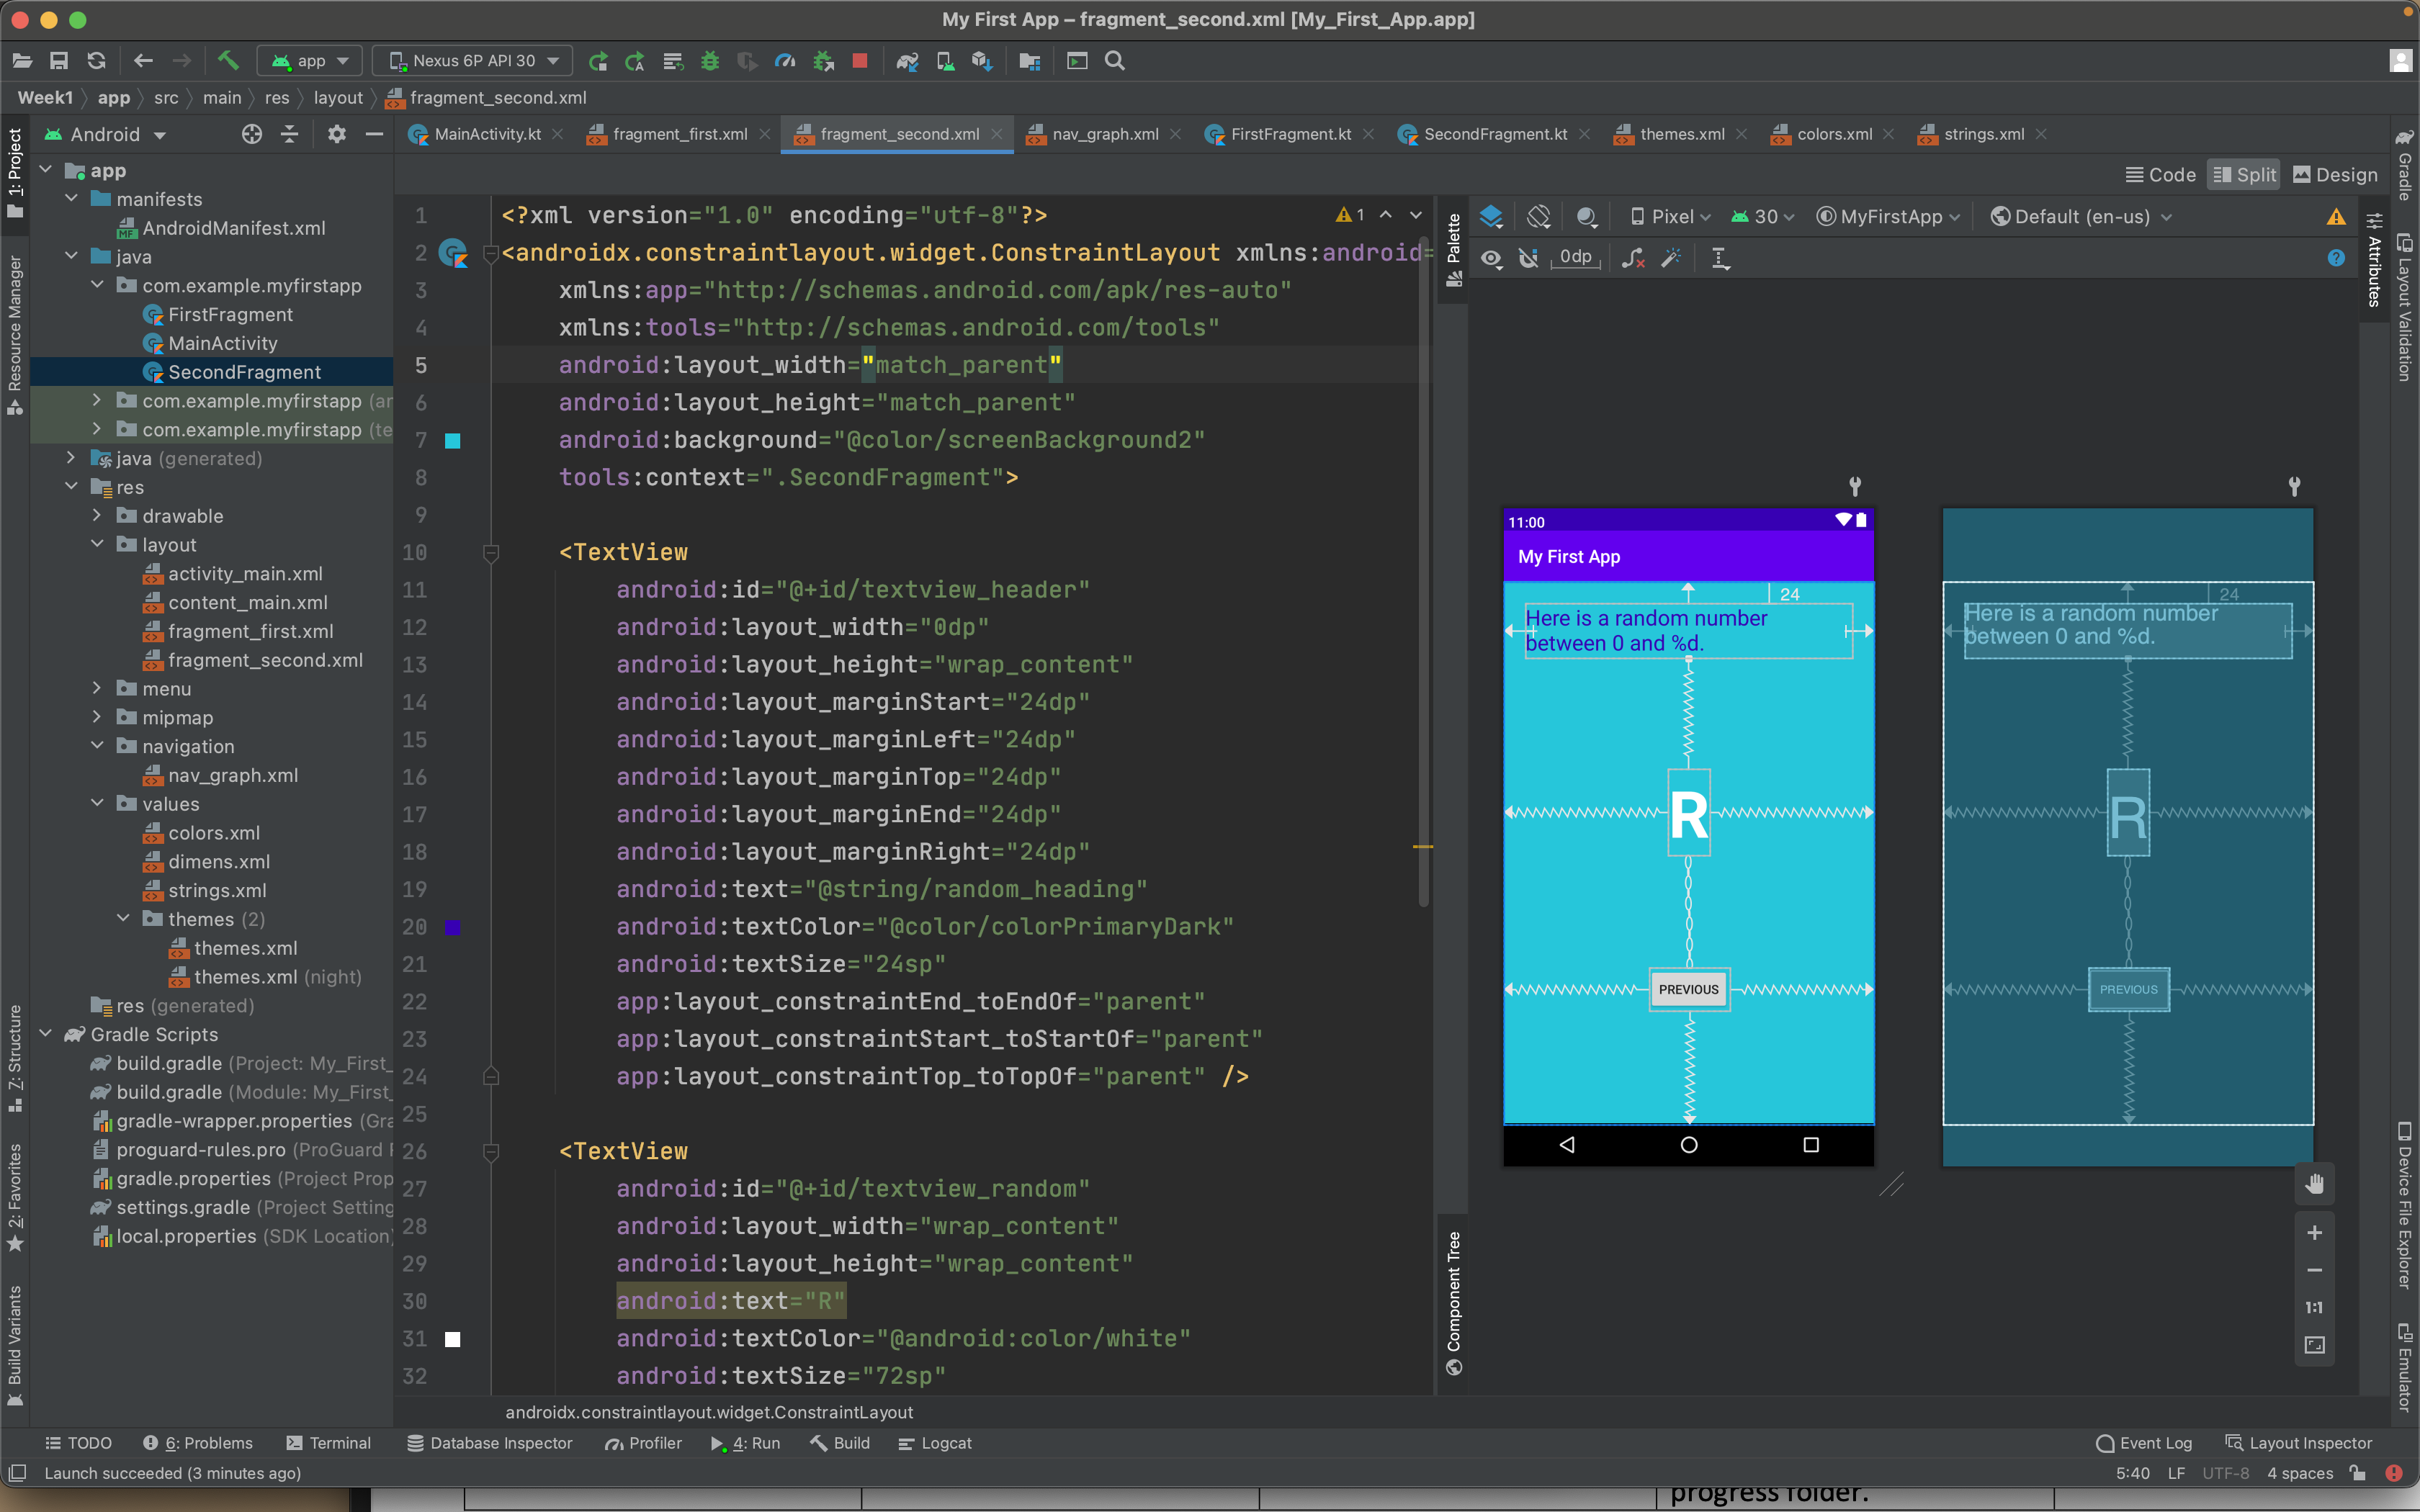 My First App – fragment_second.xml [My_First_App.app]
app
Nexus 6P API 30
Week1 app src main res layout fragment_second.xml
1: Project
Resource Manager
7: Structure
2: Favorites
Build Variants
Android
app
manifests
AndroidManifest.xml
java
com.example.myfirstapp
FirstFragment
MainActivity
SecondFragment
com.example.myfirstapp (ar
com.example.myfirstapp (te
java (generated)
res
drawable
layout
activity_main.xml
content_main.xml
fragment_first.xml
fragment_second.xml
menu
mipmap
navigation
nav_graph.xml
values
colors.xml
dimens.xml
strings.xml
themes (2)
themes.xml
themes.xml (night)
res (generated)
Gradle Scripts
build.gradle (Project: My_First_
build.gradle (Module: My_First_
gradle-wrapper.properties (Gra
proguard-rules.pro (ProGuard
gradle.properties (Project Prop
settings.gradle (Project Setting
local.properties (SDK Location)
MainActivity.kt fragment_first.xml fragment_second.xml nav_graph.xml FirstFragment.kt SecondFragment.kt themes.xml colors.xml strings.xml
Code Split Design
1
1 <?xml version="1.0" encoding="utf-8"?>
2 <androidx.constraintlayout.widget.ConstraintLayout xmlns:android=
3 xmlns:app="http://schemas.android.com/apk/res-auto"
4 xmlns:tools="http://schemas.android.com/tools"
5 android:layout_width="match_parent"
6 android:layout_height="match_parent"
7 android:background="@color/screenBackground2"
8 tools:context=".SecondFragment">
9
10 <TextView
11 android:id="@+id/textview_header"
12 android:layout_width="0dp"
13 android:layout_height="wrap_content"
14 android:layout_marginStart="24dp"
15 android:layout_marginLeft="24dp"
16 android:layout_marginTop="24dp"
17 android:layout_marginEnd="24dp"
18 android:layout_marginRight="24dp"
19 android:text="@string/random_heading"
20 android:textColor="@color/colorPrimaryDark"
21 android:textSize="24sp"
22 app:layout_constraintEnd_toEndOf="parent"
23 app:layout_constraintStart_toStartOf="parent"
24 app:layout_constraintTop_toTopOf="parent" />
25
26 <TextView
27 android:id="@+id/textview_random"
28 android:layout_width="wrap_content"
29 android:layout_height="wrap_content"
30 android:text="R"
31 android:textColor="@android:color/white"
32 android:textSize="72sp"
androidx.constraintlayout.widget.ConstraintLayout
Palette
Component Tree
Pixel 30 MyFirstApp Default (en-us)
0dp
11:00
My First App
24
Here is a random number
between 0 and %d.
R
PREVIOUS
24
Here is a random number
between 0 and %d.
R
PREVIOUS
1:1
Attributes
Gradle
Layout Validation
Device File Explorer
Emulator
TODO 6: Problems Terminal Database Inspector Profiler 4: Run Build Logcat Event Log Layout Inspector
Launch succeeded (3 minutes ago) 5:40 LF UTF-8 4 spaces
progress folder.